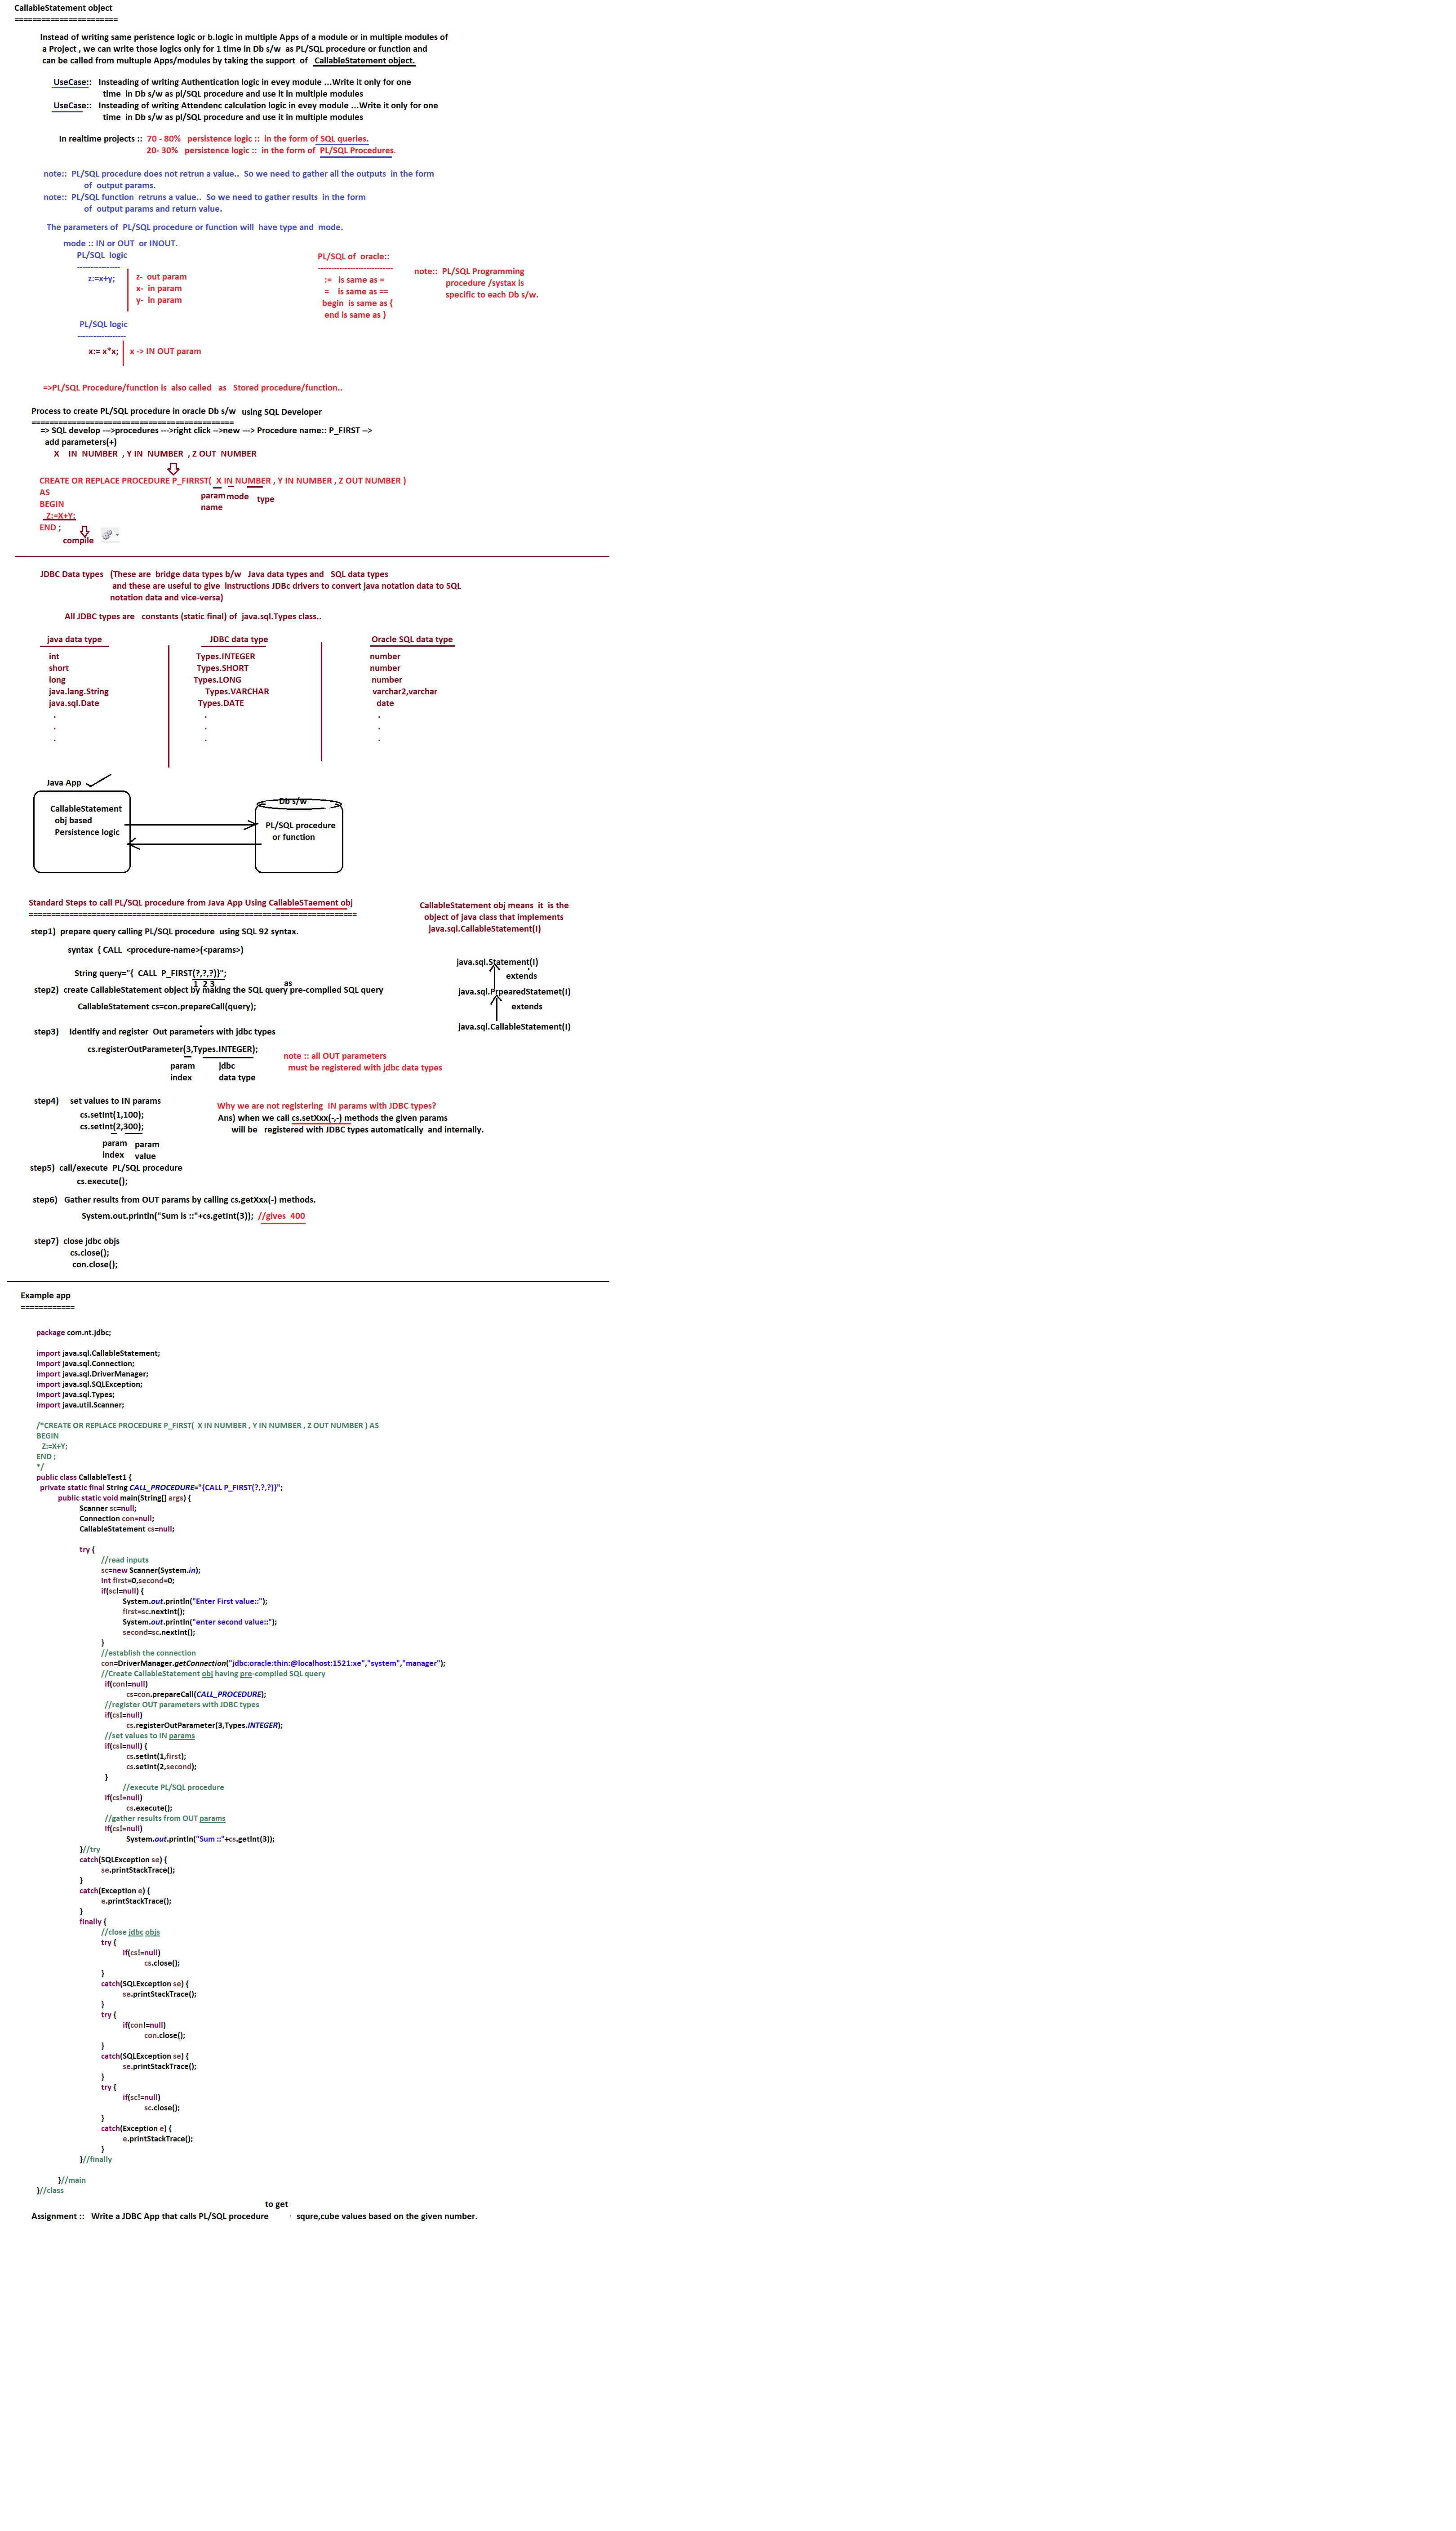 CallableStatement object
=======================
Instead of writing same peristence logic or b.logic in multiple Apps of a module or in multiple modules of
a Project , we can write those logics only for 1 time in Db s/w  as PL/SQL procedure or function and
can be called from multuple Apps/modules by taking the support  of   CallableStatement object.
UseCase::   Insteading of writing Authentication logic in evey module ...Write it only for one
time  in Db s/w as pl/SQL procedure and use it in multiple modules
UseCase::   Insteading of writing Attendenc calculation logic in evey module ...Write it only for one
time  in Db s/w as pl/SQL procedure and use it in multiple modules
In realtime projects ::  70 - 80%   persistence logic ::  in the form of SQL queries.
20- 30%   persistence logic ::  in the form of  PL/SQL Procedures.
note::  PL/SQL procedure does not retrun a value..  So we need to gather all the outputs  in the form
of  output params.
note::  PL/SQL function  retruns a value..  So we need to gather results  in the form
of  output params and return value.
The parameters of  PL/SQL procedure or function will  have type and  mode.
mode :: IN or OUT  or INOUT.
PL/SQL  logic
----------------
z:=x+y;
z-  out param
x-  in param
y-  in param
PL/SQL of  oracle::
----------------------------
:=   is same as =
=    is same as ==
begin  is same as {
end is same as }
note::  PL/SQL Programming
procedure /systax is
specific to each Db s/w.
PL/SQL logic
------------------
x:= x*x;   x -> IN OUT param
=>PL/SQL Procedure/function is  also called   as   Stored procedure/function..
Process to create PL/SQL procedure in oracle Db s/w  using SQL Developer
=============================================
=> SQL develop --->procedures --->right click -->new ---> Procedure name:: P_FIRST -->
add parameters(+)
X    IN  NUMBER  , Y IN  NUMBER  , Z OUT  NUMBER
CREATE OR REPLACE PROCEDURE P_FIRRST(  X IN NUMBER , Y IN NUMBER , Z OUT NUMBER )
AS
param mode   type
name
BEGIN
Z:=X+Y;
END ;
compile
JDBC Data types   (These are  bridge data types b/w   Java data types and   SQL data types
and these are useful to give  instructions JDBc drivers to convert java notation data to SQL
notation data and vice-versa)
All JDBC types are   constants (static final) of  java.sql.Types class..
java data type   JDBC data type   Oracle SQL data type
int   Types.INTEGER   number
short   Types.SHORT   number
long   Types.LONG   number
java.lang.String   Types.VARCHAR   varchar2,varchar
java.sql.Date   Types.DATE   date
.   .   .
.   .   .
.   .   .
Java App
CallableStatement
obj based
Persistence logic
Db s/w
PL/SQL procedure
or function
Standard Steps to call PL/SQL procedure from Java App Using CallableSTaement obj
=========================================================================
CallableStatement obj means  it  is the
object of java class that implements
java.sql.CallableStatement(I)
step1)  prepare query calling PL/SQL procedure  using SQL 92 syntax.
syntax  { CALL  <procedure-name>(<params>)
String query="{  CALL  P_FIRST(?,?,?)}";
1  2 3   as
step2)  create CallableStatement object by making the SQL query pre-compiled SQL query
CallableStatement cs=con.prepareCall(query);
java.sql.Statement(I)
extends
java.sql.PrpearedStatemet(I)
extends
java.sql.CallableStatement(I)
step3)    Identify and register  Out parameters with jdbc types
cs.registerOutParameter(3,Types.INTEGER);
param   jdbc
index   data type
note :: all OUT parameters
must be registered with jdbc data types
step4)    set values to IN params
cs.setInt(1,100);
cs.setInt(2,300);
param   param
index   value
Why we are not registering  IN params with JDBC types?
Ans) when we call cs.setXxx(-,-) methods the given params
will be   registered with JDBC types automatically  and internally.
step5)  call/execute  PL/SQL procedure
cs.execute();
step6)   Gather results from OUT params by calling cs.getXxx(-) methods.
System.out.println("Sum is ::"+cs.getInt(3));  //gives  400
step7)  close jdbc objs
cs.close();
con.close();
Example app
============
package com.nt.jdbc;
import java.sql.CallableStatement;
import java.sql.Connection;
import java.sql.DriverManager;
import java.sql.SQLException;
import java.sql.Types;
import java.util.Scanner;
/*CREATE OR REPLACE PROCEDURE P_FIRST(  X IN NUMBER , Y IN NUMBER , Z OUT NUMBER ) AS
BEGIN
Z:=X+Y;
END ;
*/
public class CallableTest1 {
private static final String CALL_PROCEDURE="{CALL P_FIRST(?,?,?)}";
public static void main(String[] args) {
Scanner sc=null;
Connection con=null;
CallableStatement cs=null;
try {
//read inputs
sc=new Scanner(System.in);
int first=0,second=0;
if(sc!=null) {
System.out.println("Enter First value::");
first=sc.nextInt();
System.out.println("enter second value::");
second=sc.nextInt();
}
//establish the connection
con=DriverManager.getConnection("jdbc:oracle:thin:@localhost:1521:xe","system","manager");
//Create CallableStatement obj having pre-compiled SQL query
if(con!=null)
cs=con.prepareCall(CALL_PROCEDURE);
//register OUT parameters with JDBC types
if(cs!=null)
cs.registerOutParameter(3,Types.INTEGER);
//set values to IN params
if(cs!=null) {
cs.setInt(1,first);
cs.setInt(2,second);
}
//execute PL/SQL procedure
if(cs!=null)
cs.execute();
//gather results from OUT params
if(cs!=null)
System.out.println("Sum ::"+cs.getInt(3));
}//try
catch(SQLException se) {
se.printStackTrace();
}
catch(Exception e) {
e.printStackTrace();
}
finally {
//close jdbc objs
try {
if(cs!=null)
cs.close();
}
catch(SQLException se) {
se.printStackTrace();
}
try {
if(con!=null)
con.close();
}
catch(SQLException se) {
se.printStackTrace();
}
try {
if(sc!=null)
sc.close();
}
catch(Exception e) {
e.printStackTrace();
}
}//finally
}//main
}//class
to get
Assignment ::   Write a JDBC App that calls PL/SQL procedure   squre,cube values based on the given number.